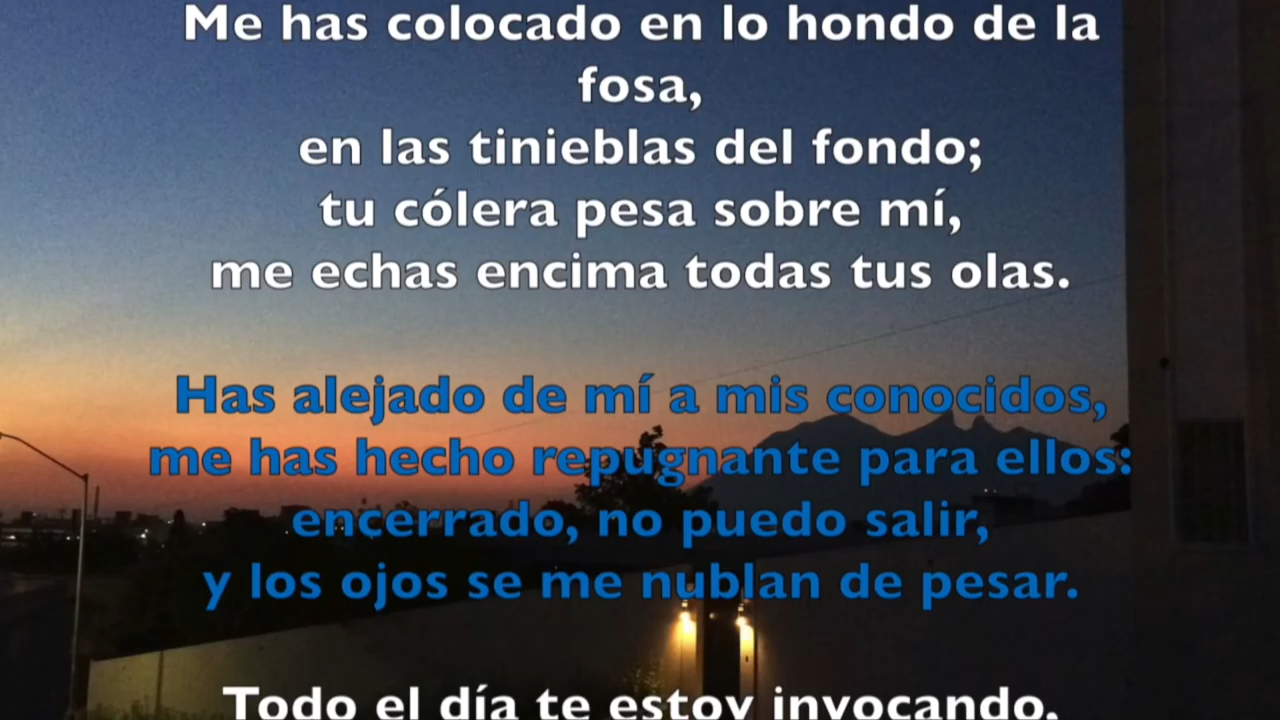 Me has colocado en lo hondo de la
fosa,
en las tinieblas del fondo;
tu cólera pesa sobre mí,
me echas encima todas tus olas.
Has alejado de mí a mis conocidos,
me has hecho repugnante para ellos:
encerrado, no puedo salir,
y los ojos se me nublan de pesar.
Todo el día te estoy invocando,